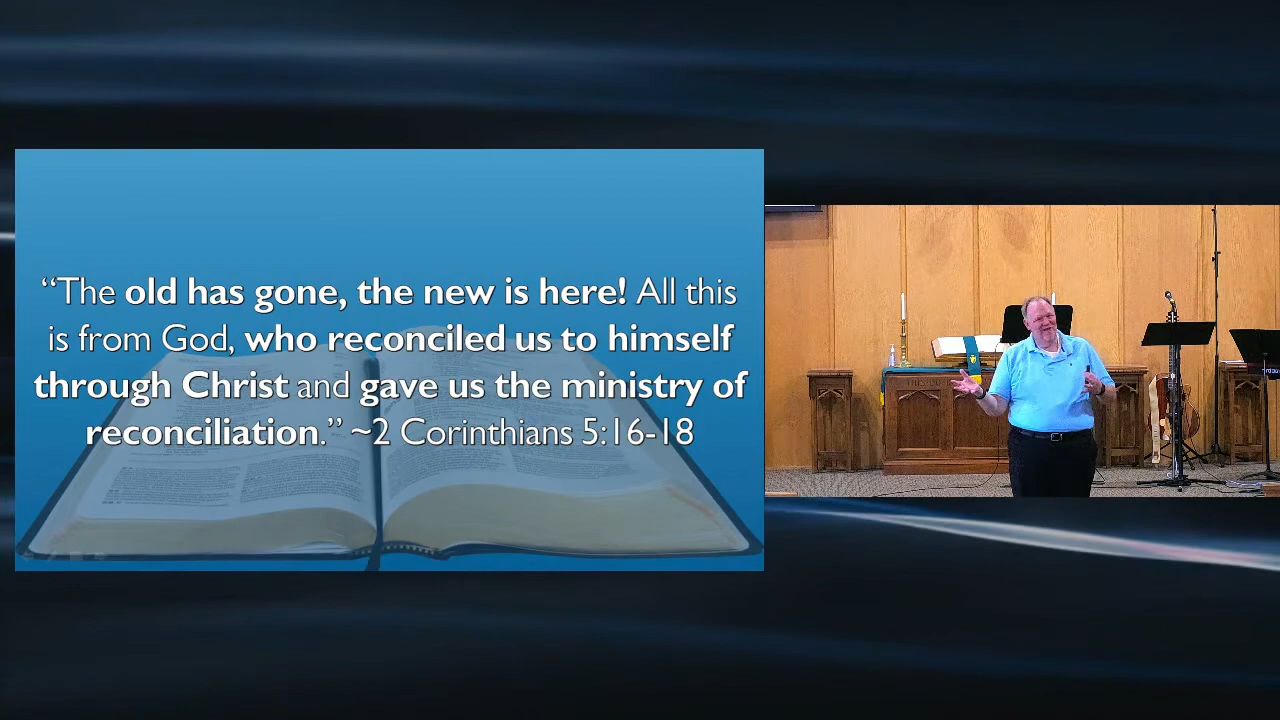 “The old has gone, the new is here! All this
is from God, who reconciled us to himself
through Christ and gave us the ministry of
reconciliation.” ~2 Corinthians 5:16-18